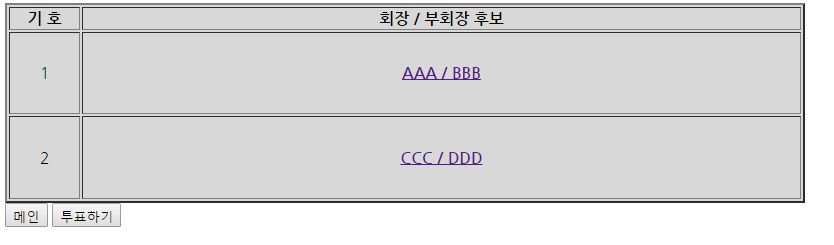 기 호 회장 / 부회장 후보
1 AAA / BBB
2 CCC / DDD
메인 투표하기